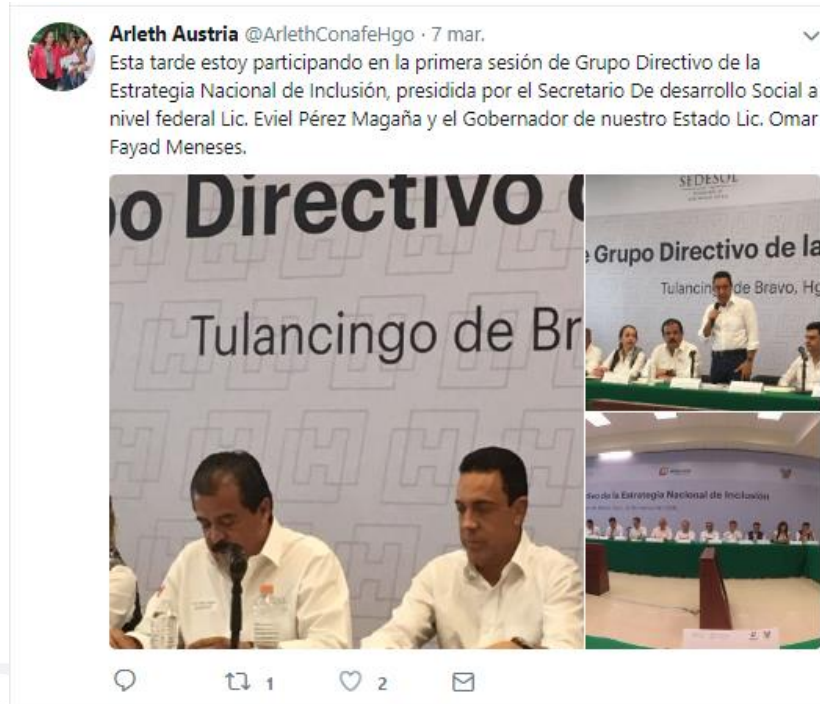 Arleth Austria @ArlethConafeHgo · 7 mar.
Esta tarde estoy participando en la primera sesión de Grupo Directivo de la
Estrategia Nacional de Inclusión, presidida por el Secretario De desarrollo Social a
nivel federal Lic. Eviel Pérez Magaña y el Gobernador de nuestro Estado Lic. Omar
Fayad Meneses.
po Directivo
Tulancingo de Br
SEDESOL
Grupo Directivo de la
Tulancin de Bravo, Hg
de la Estrategia Nacional de Inclusión
1
2